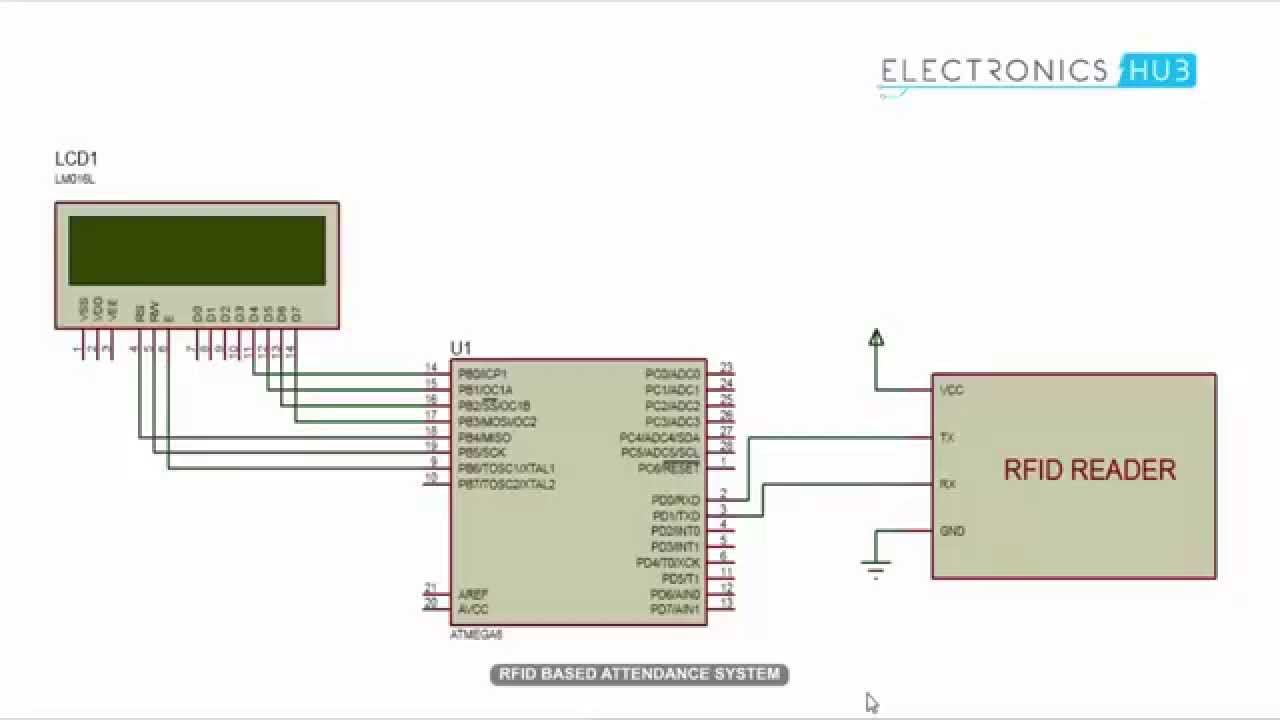 ELECTRONICS HUB
LCD1
LM016L
VSS VDD VEE RS RW E D0 D1 D2 D3 D4 D5 D6 D7
1 2 3 4 5 6 7 8 9 10 11 12 13 14
U1
14 PB0/ICP1 PC0/ADC0 23
15 PB1/OC1A PC1/ADC1 24
16 PB2/SS/OC1B PC2/ADC2 25
17 PB3/MOSI/OC2 PC3/ADC3 26
18 PB4/MISO PC4/ADC4/SDA 27
19 PB5/SCK PC5/ADC5/SCL 28
9 PB6/TOSC1/XTAL1 PC6/RESET 1
10 PB7/TOSC2/XTAL2
PD0/RXD 2
PD1/TXD 3
PD2/INT0 4
PD3/INT1 5
PD4/T0/XCK 6
PD5/T1 11
21 AREF PD6/AIN0 12
20 AVCC PD7/AIN1 13
ATMEGA8
VCC
TX
RFID READER
RX
GND
RFID BASED ATTENDANCE SYSTEM